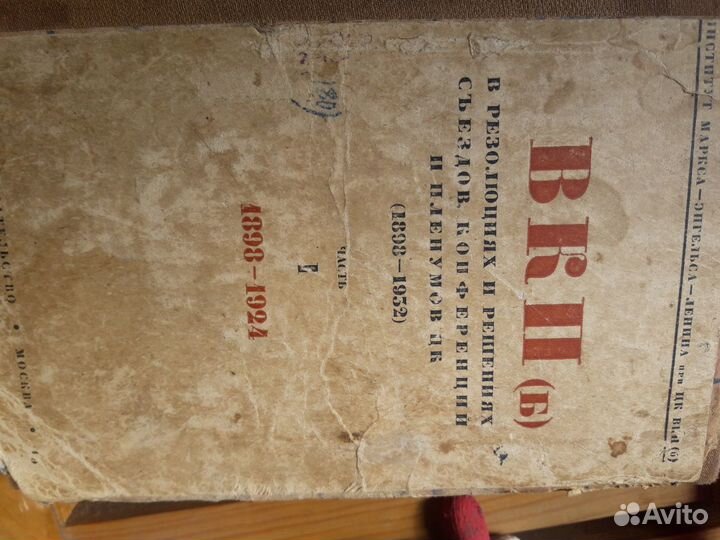 ИНСТИТУТ МАРКСА—ЭНГЕЛЬСА—ЛЕНИНА при ЦК ВКП(б)
ВКП(Б)
В РЕЗОЛЮЦИЯХ И РЕШЕНИЯХ
СЪЕЗДОВ, КОНФЕРЕНЦИЙ
И ПЛЕНУМОВ ЦК
(1898—1932)
ЧАСТЬ
I
1898—1924
МОСКВА
Avito